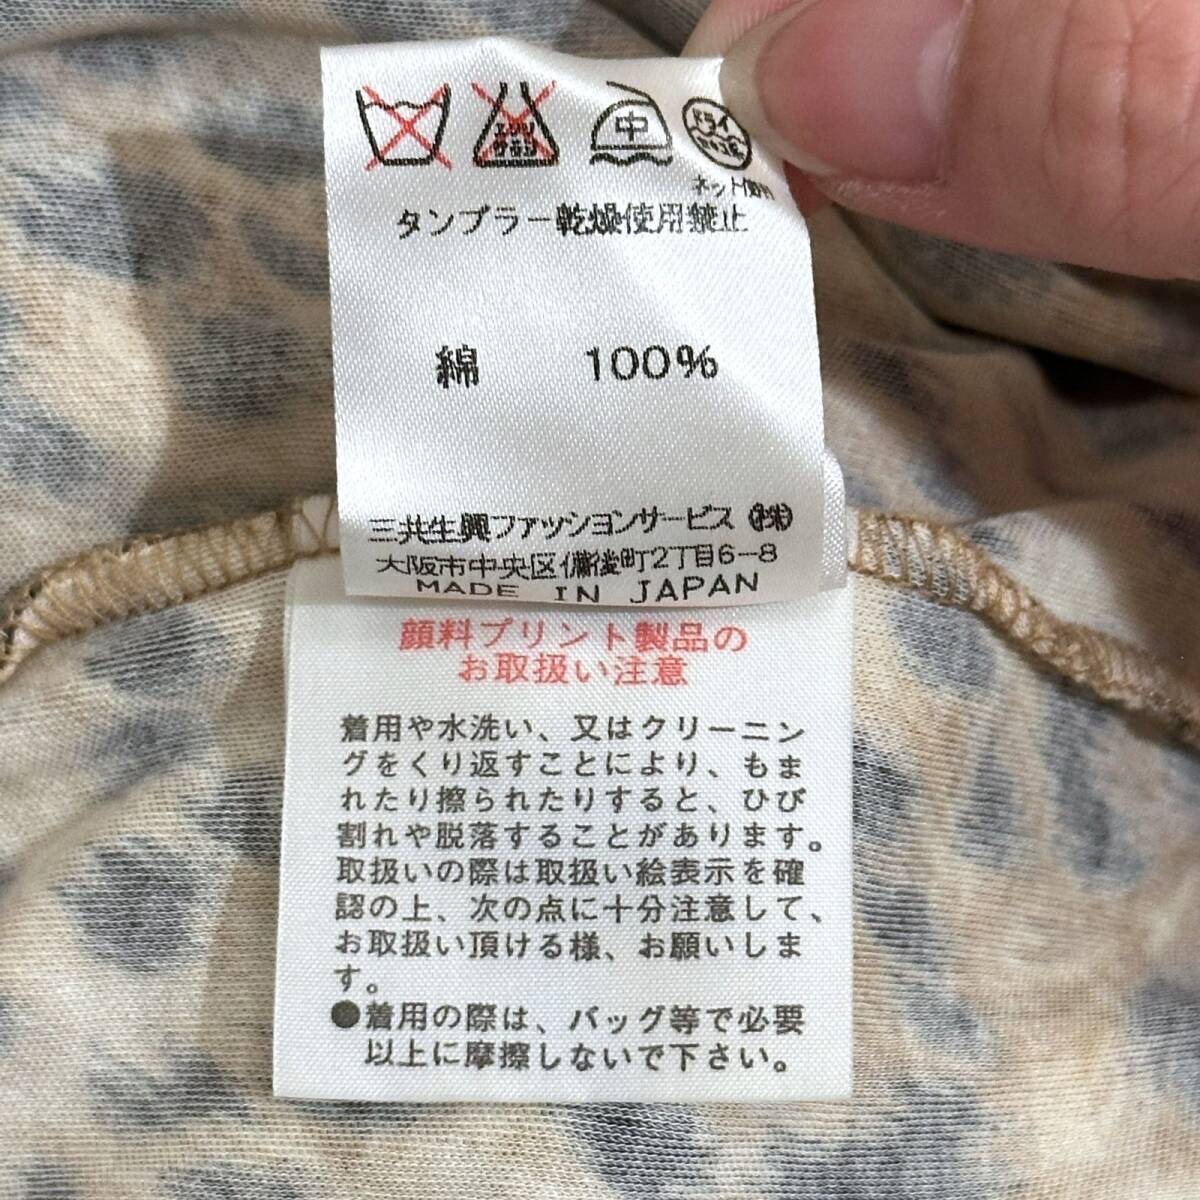 エンソ
サラシ
中
ドライ
ネット使用
タンブラー乾燥使用禁止
綿 100%
三共生興ファッションサービス㈱
大阪市中央区備後町2丁目6-8
MADE IN JAPAN
顔料プリント製品の
お取扱い注意
着用や水洗い、又はクリーニン
グをくり返すことにより、もま
れたり擦られたりすると、ひび
割れや脱落することがあります。
取扱いの際は取扱い絵表示を確
認の上、次の点に十分注意して、
お取扱い頂ける様、お願いしま
す。
●着用の際は、バッグ等で必要
以上に摩擦しないで下さい。